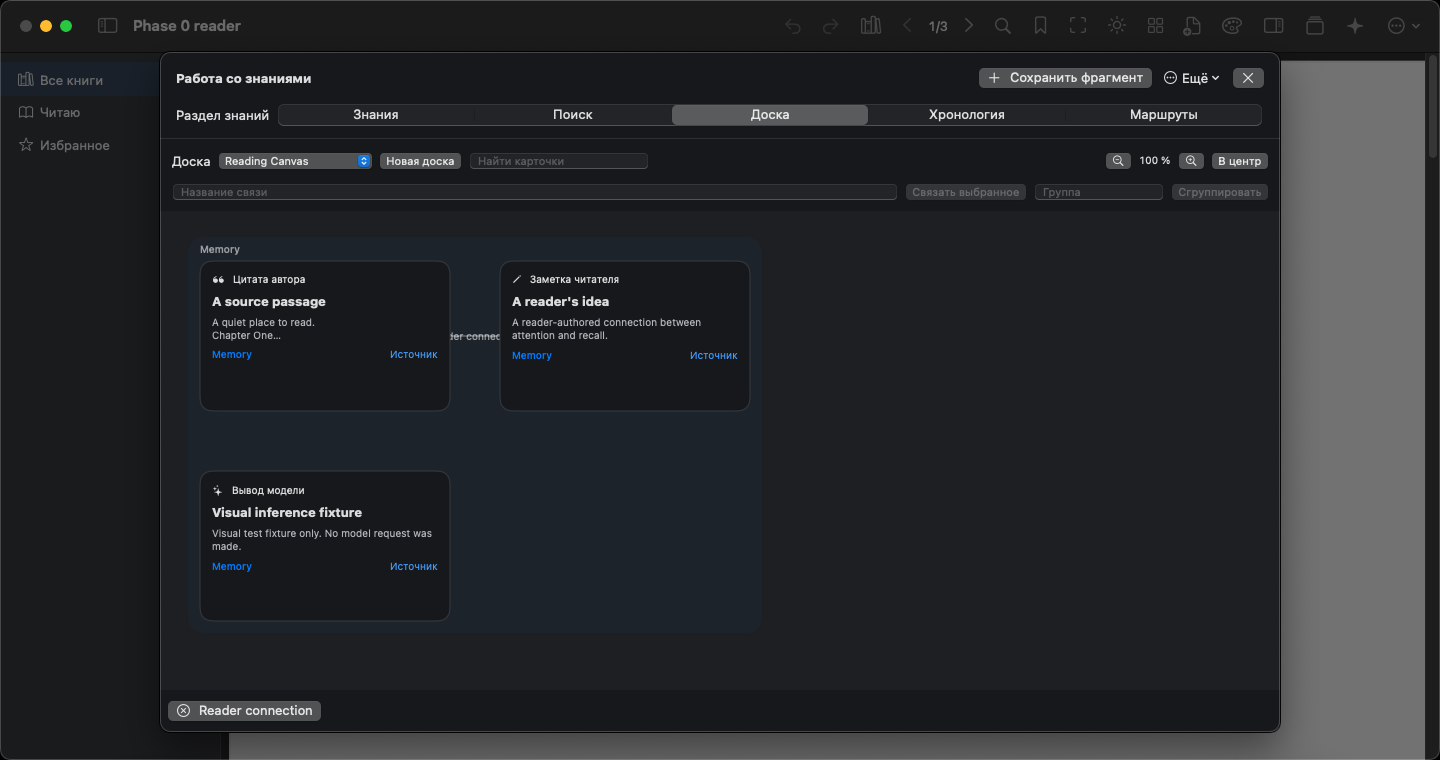 Phase 0 reader
1/3
Все книги
Читаю
Избранное
Работа со знаниями
Сохранить фрагмент
Ещё
Раздел знаний
Знания
Поиск
Доска
Хронология
Маршруты
Доска
Reading Canvas
Новая доска
Найти карточки
100 %
В центр
Название связи
Связать выбранное
Группа
Сгруппировать
Memory
Цитата автора
A source passage
A quiet place to read.
Chapter One...
Memory
Источник
Заметка читателя
A reader's idea
A reader-authored connection between
attention and recall.
Memory
Источник
Вывод модели
Visual inference fixture
Visual test fixture only. No model request was
made.
Memory
Источник
Reader connection